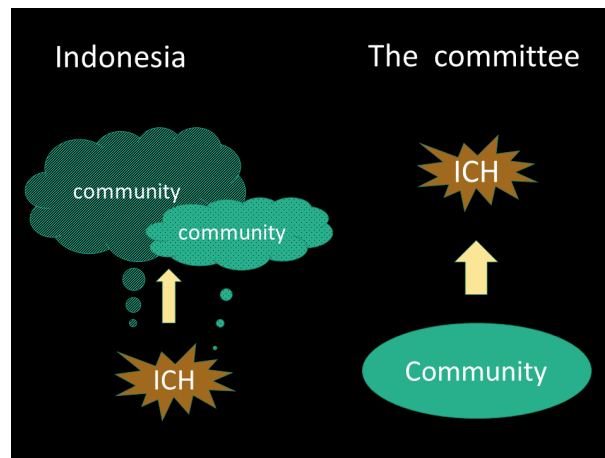 Indonesia
The committee
community
community
ICH
ICH
Community